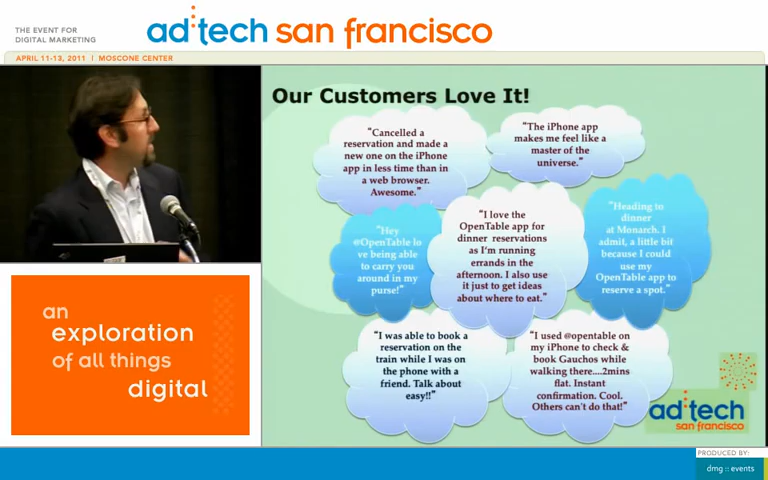 THE EVENT FOR
DIGITAL MARKETING
ad:tech san francisco
APRIL 11-13, 2011 | MOSCONE CENTER
Our Customers Love It!
"Cancelled a
reservation and made a
new one on the iPhone
app in less time than in
a web browser.
Awesome."
"The iPhone app
makes me feel like a
master of the
universe."
"Hey
@OpenTable lo
ve being able
to carry you
around in my
purse!"
"I love the
OpenTable app for
dinner reservations
as I'm running
errands in the
afternoon. I also use
it just to get ideas
about where to eat."
"Heading to
dinner
at Monarch. I
admit, a little bit
because I could
use my
OpenTable app to
reserve a spot."
"I was able to book a
reservation on the
train while I was on
the phone with a
friend. Talk about
easy!!"
"I used @opentable on
my iPhone to check &
book Gauchos while
walking there....2mins
flat. Instant
confirmation. Cool.
Others can't do that!"
an
exploration
of all things
digital
ad:tech
san francisco
PRODUCED BY:
dmg :: events